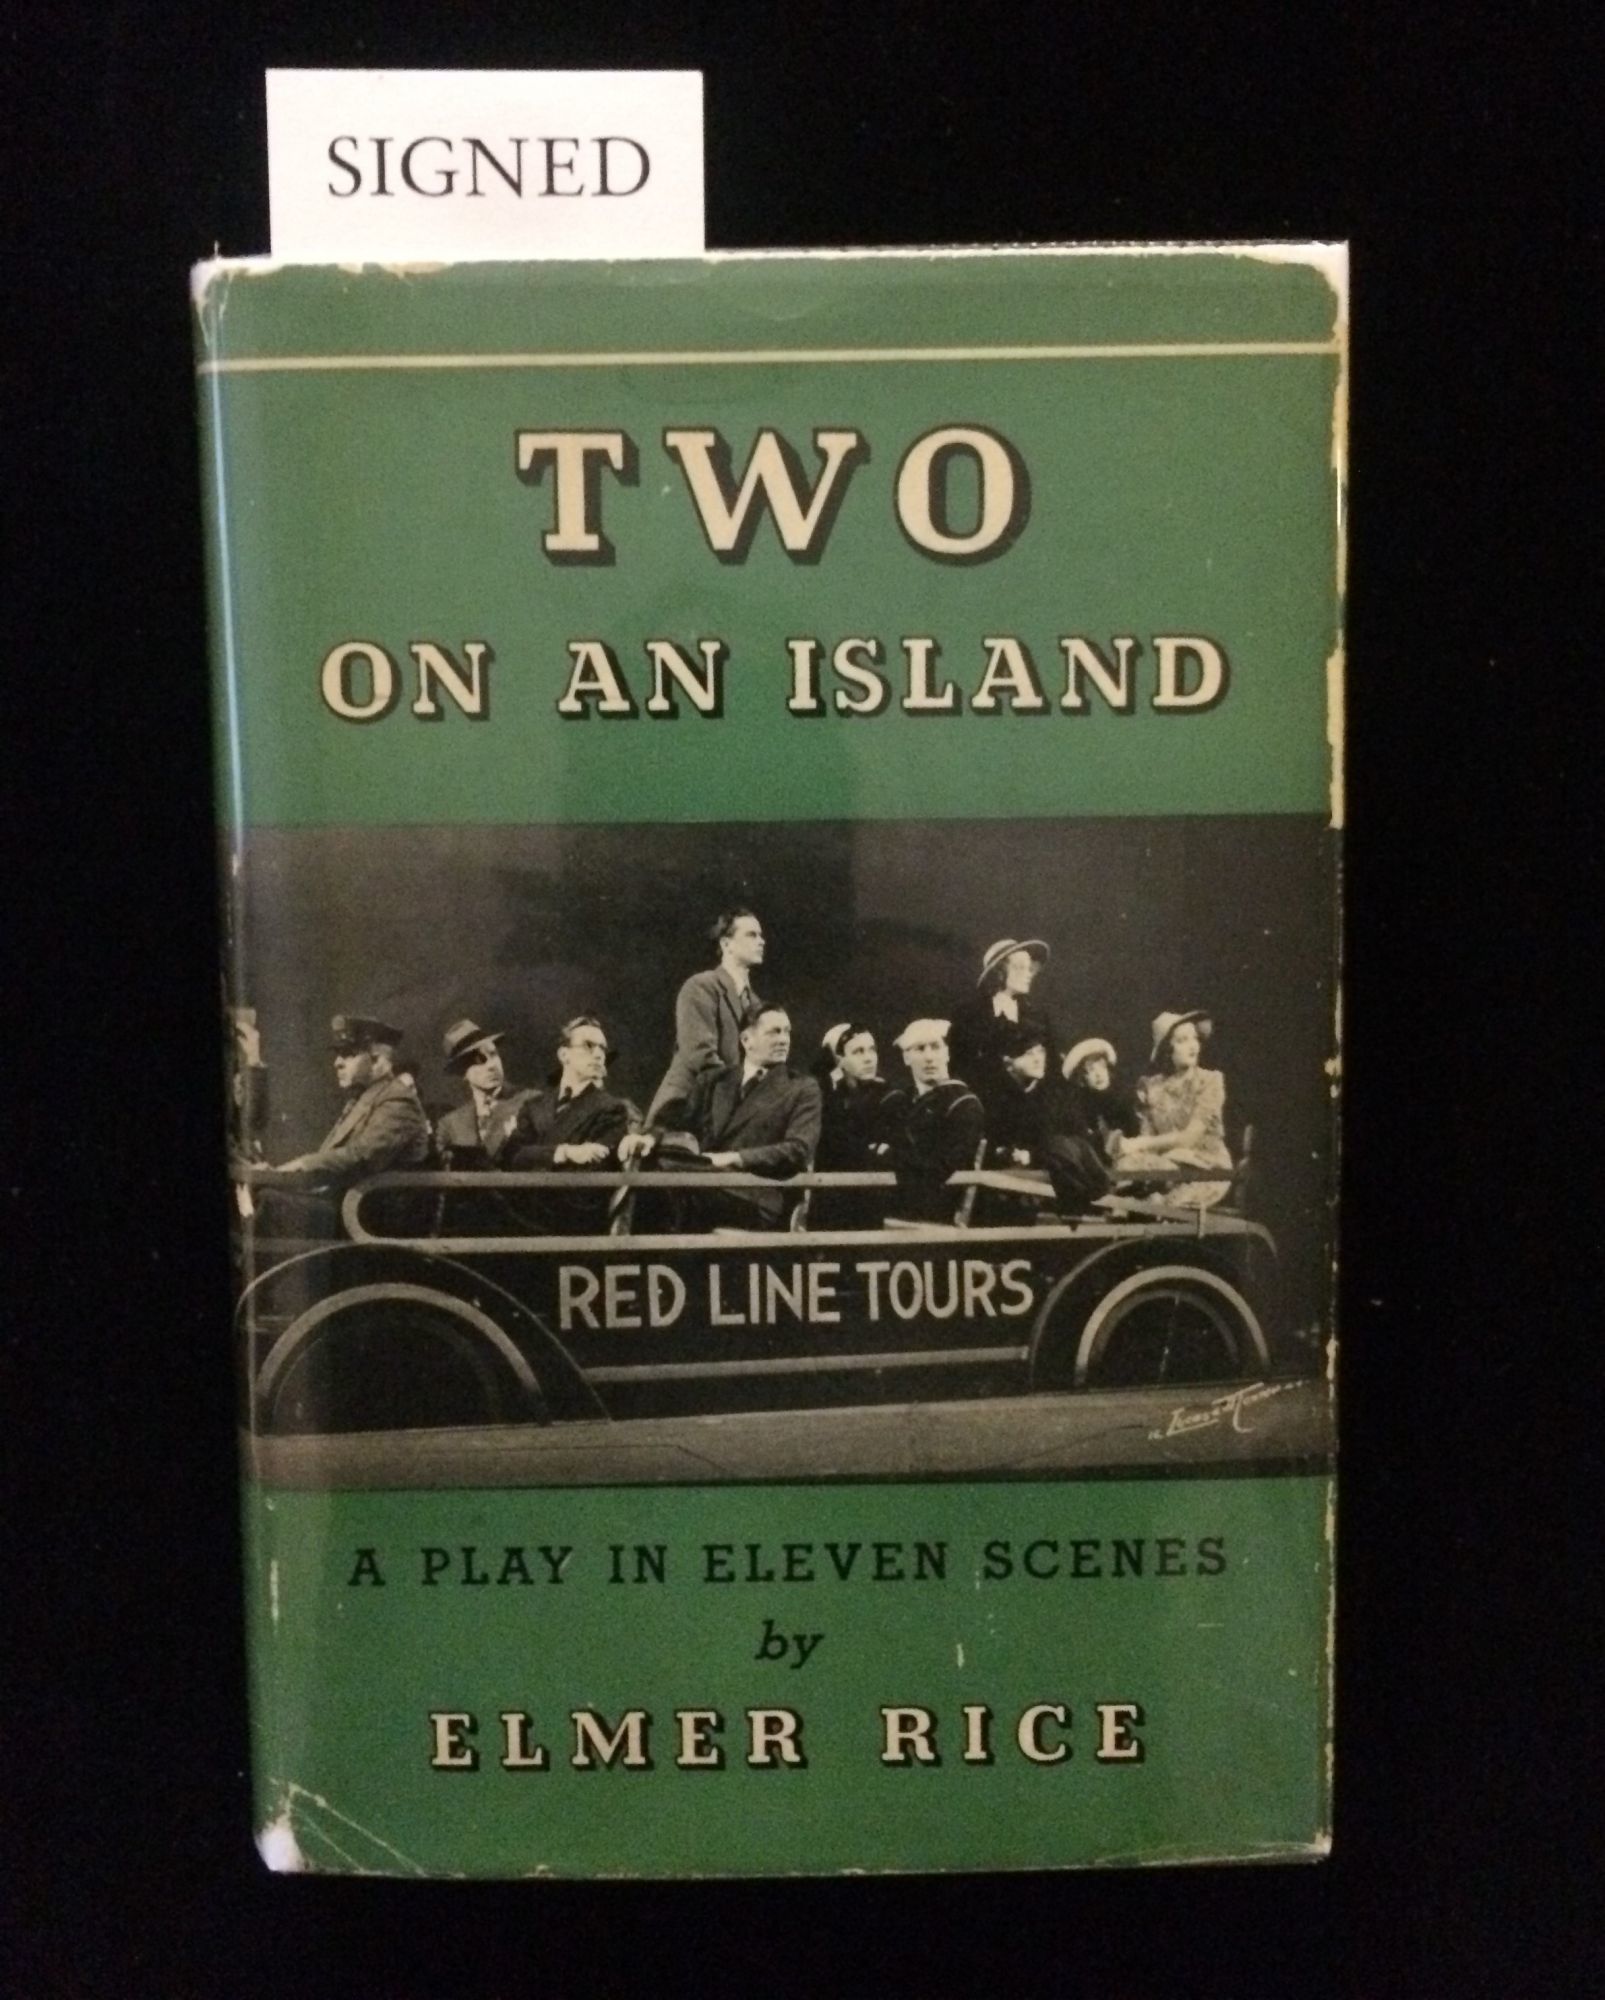 SIGNED
TWO
ON AN ISLAND
RED LINE TOURS
A PLAY IN ELEVEN SCENES
by
ELMER RICE